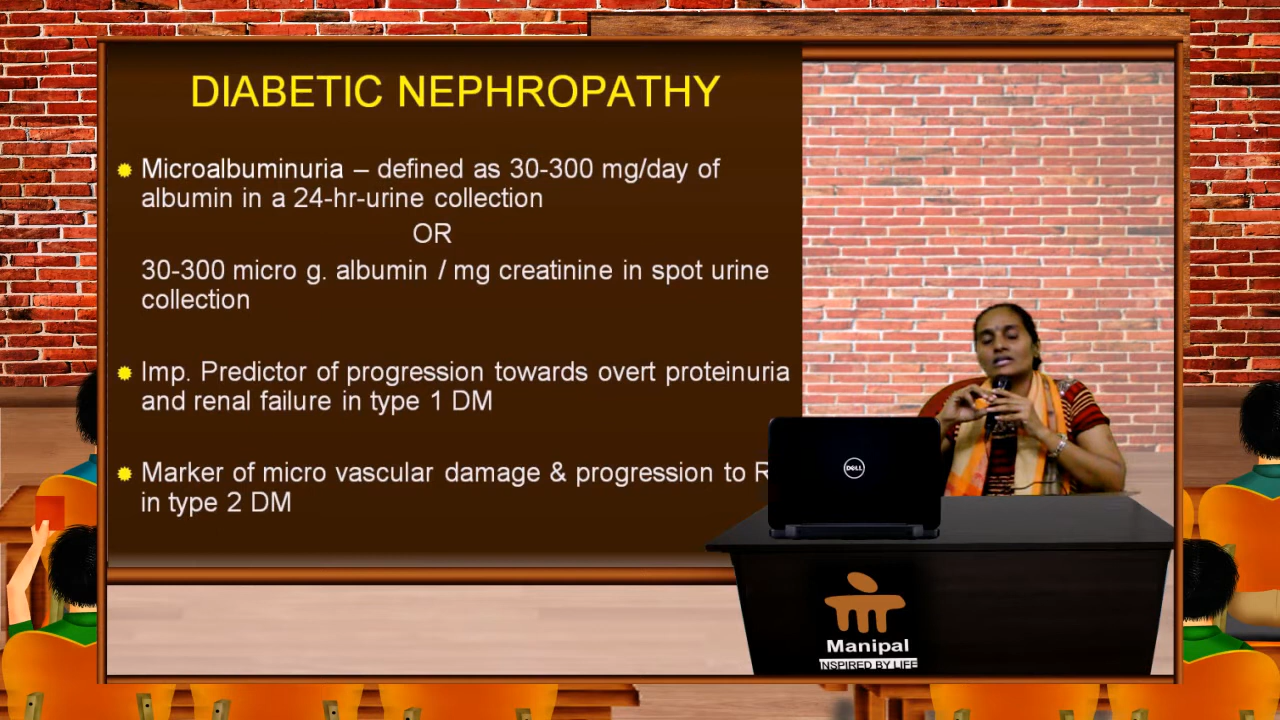 DIABETIC NEPHROPATHY
Microalbuminuria – defined as 30-300 mg/day of
albumin in a 24-hr-urine collection
OR
30-300 micro g. albumin / mg creatinine in spot urine
collection
Imp. Predictor of progression towards overt proteinuria
and renal failure in type 1 DM
Marker of micro vascular damage & progression to
in type 2 DM
DELL
Manipal
INSPIRED BY LIFE